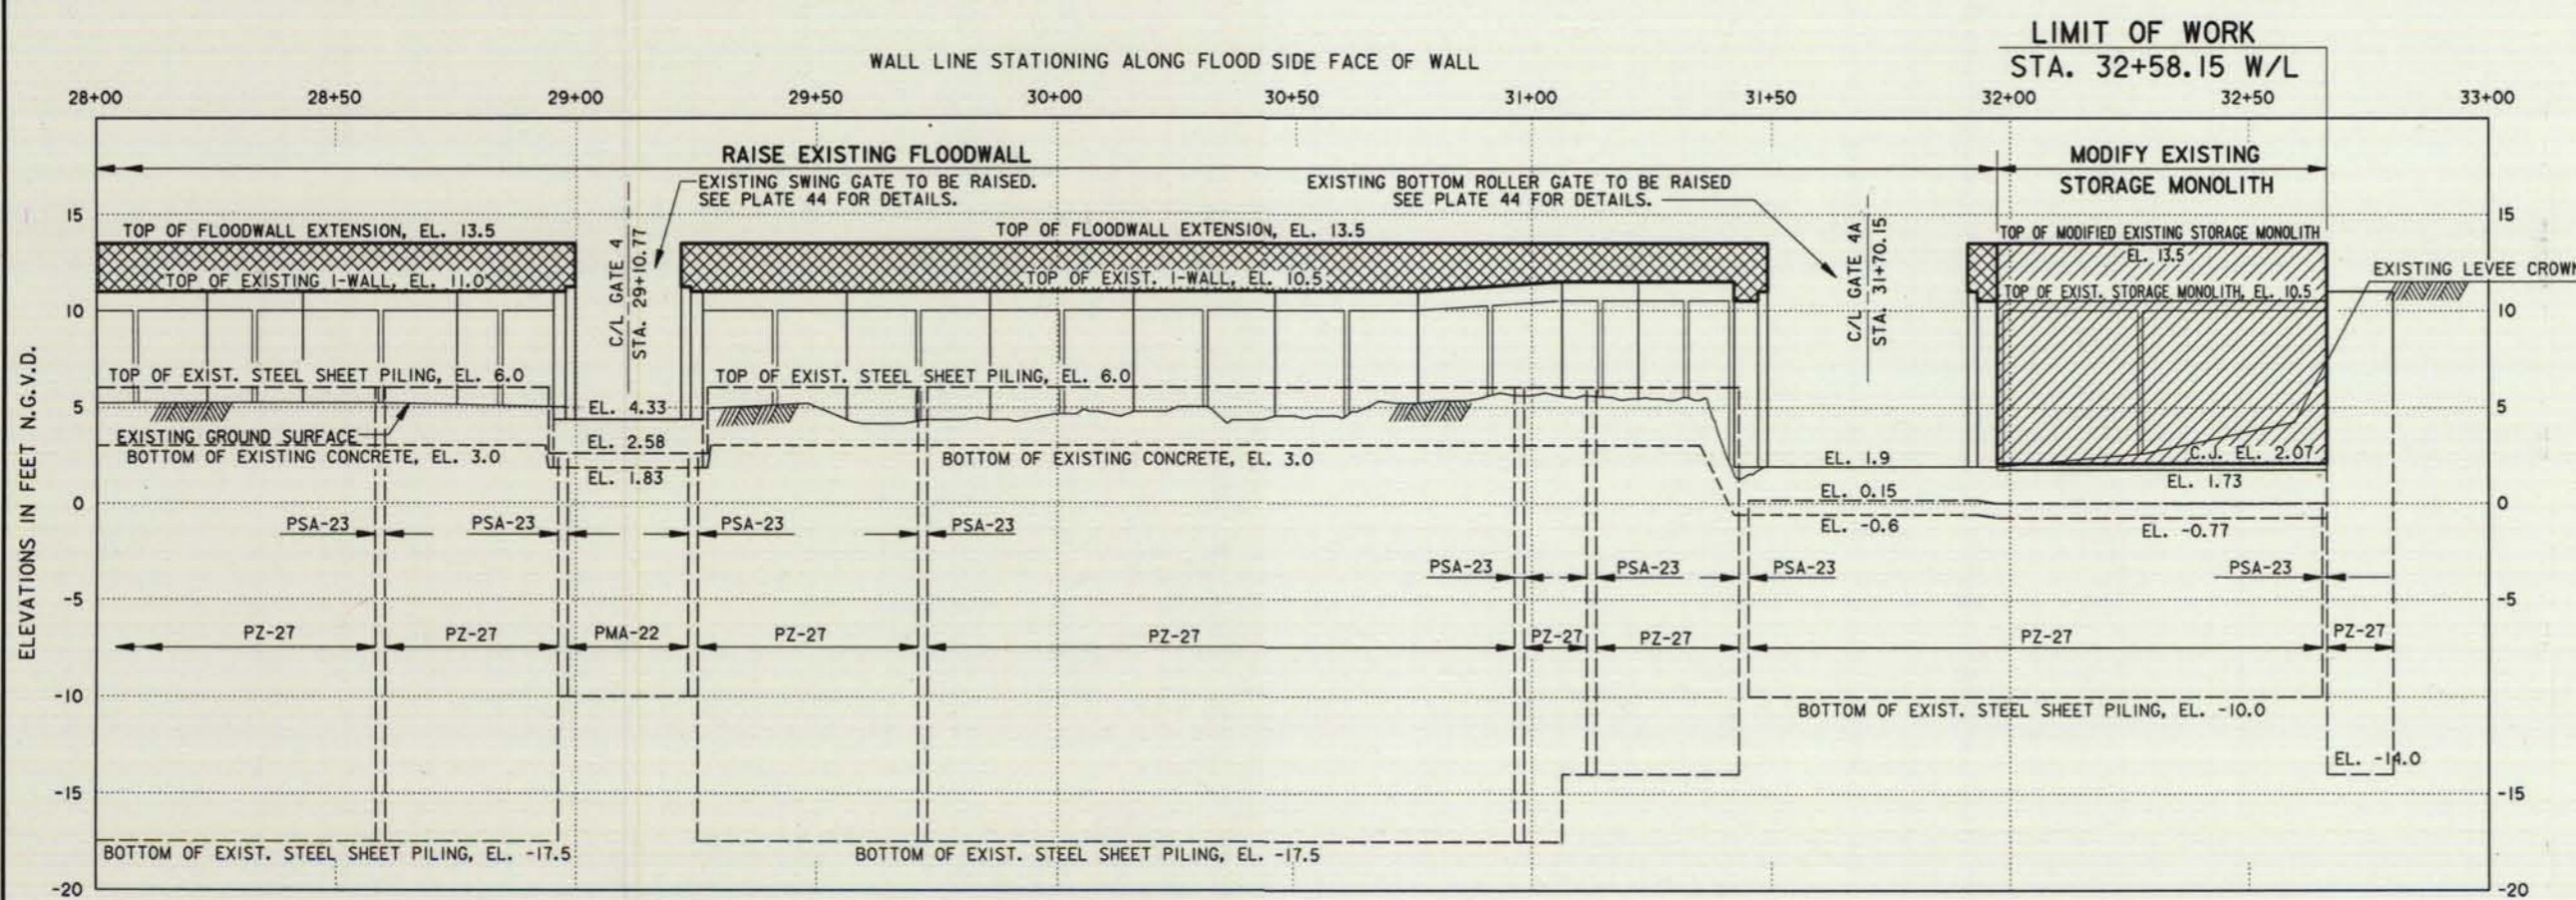 LIMIT OF WORK
STA. 32+58.15 W/L
WALL LINE STATIONING ALONG FLOOD SIDE FACE OF WALL
28+00 28+50 29+00 29+50 30+00 30+50 31+00 31+50 32+00 32+50 33+00
RAISE EXISTING FLOODWALL
MODIFY EXISTING
STORAGE MONOLITH
EXISTING SWING GATE TO BE RAISED.
SEE PLATE 44 FOR DETAILS.
EXISTING BOTTOM ROLLER GATE TO BE RAISED
SEE PLATE 44 FOR DETAILS.
C/L GATE 4
STA. 29+10.77
C/L GATE 4A
STA. 31+70.15
15 15
TOP OF FLOODWALL EXTENSION, EL. 13.5
TOP OF FLOODWALL EXTENSION, EL. 13.5
TOP OF MODIFIED EXISTING STORAGE MONOLITH
EL. 13.5
EXISTING LEVEE CROWN
TOP OF EXISTING I-WALL, EL. 11.0
TOP OF EXIST. I-WALL, EL. 10.5
TOP OF EXIST. STORAGE MONOLITH, EL. 10.5
10 10
ELEVATIONS IN FEET N.G.V.D.
TOP OF EXIST. STEEL SHEET PILING, EL. 6.0
TOP OF EXIST. STEEL SHEET PILING, EL. 6.0
5 5
EL. 4.33
EXISTING GROUND SURFACE
EL. 2.58
BOTTOM OF EXISTING CONCRETE, EL. 3.0
BOTTOM OF EXISTING CONCRETE, EL. 3.0
EL. 1.9
C.J. EL. 2.07
EL. 1.83
EL. 1.73
0 0
EL. 0.15
EL. -0.6
EL. -0.77
PSA-23 PSA-23 PSA-23 PSA-23
PSA-23 PSA-23 PSA-23 PSA-23
-5 -5
PZ-27 PZ-27 PMA-22 PZ-27 PZ-27 PZ-27 PZ-27 PZ-27 PZ-27
-10 -10
BOTTOM OF EXIST. STEEL SHEET PILING, EL. -10.0
EL. -14.0
-15 -15
BOTTOM OF EXIST. STEEL SHEET PILING, EL. -17.5
BOTTOM OF EXIST. STEEL SHEET PILING, EL. -17.5
-20 -20